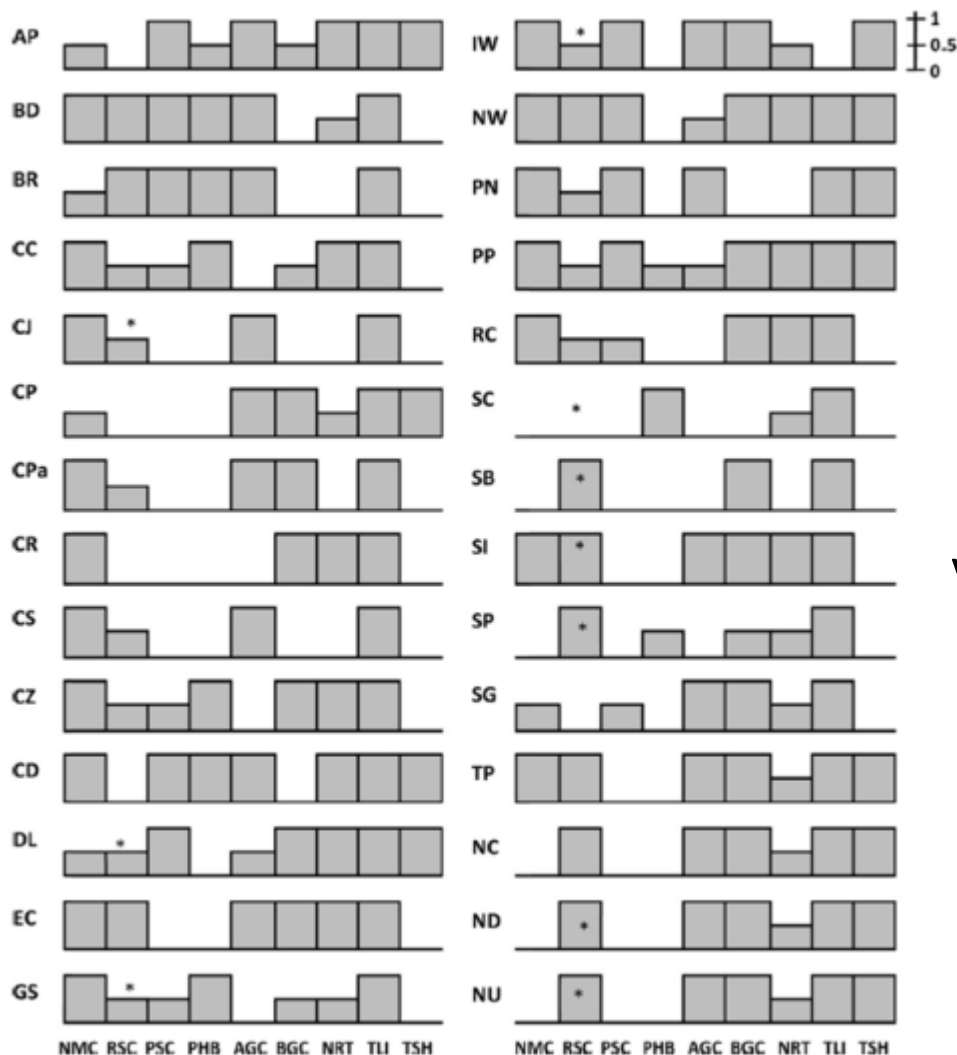 AP
BD
BR
CC
CJ *
CP
CPa
CR
CS
CZ
CD
DL *
EC
GS *
NMC RSC PSC PHB AGC BGC NRT TLI TSH
IW * 1
0.5
0
NW
PN
PP
RC
SC *
SB *
SI *
SP *
SG
TP
NC
ND *
NU *
NMC RSC PSC PHB AGC BGC NRT TLI TSH